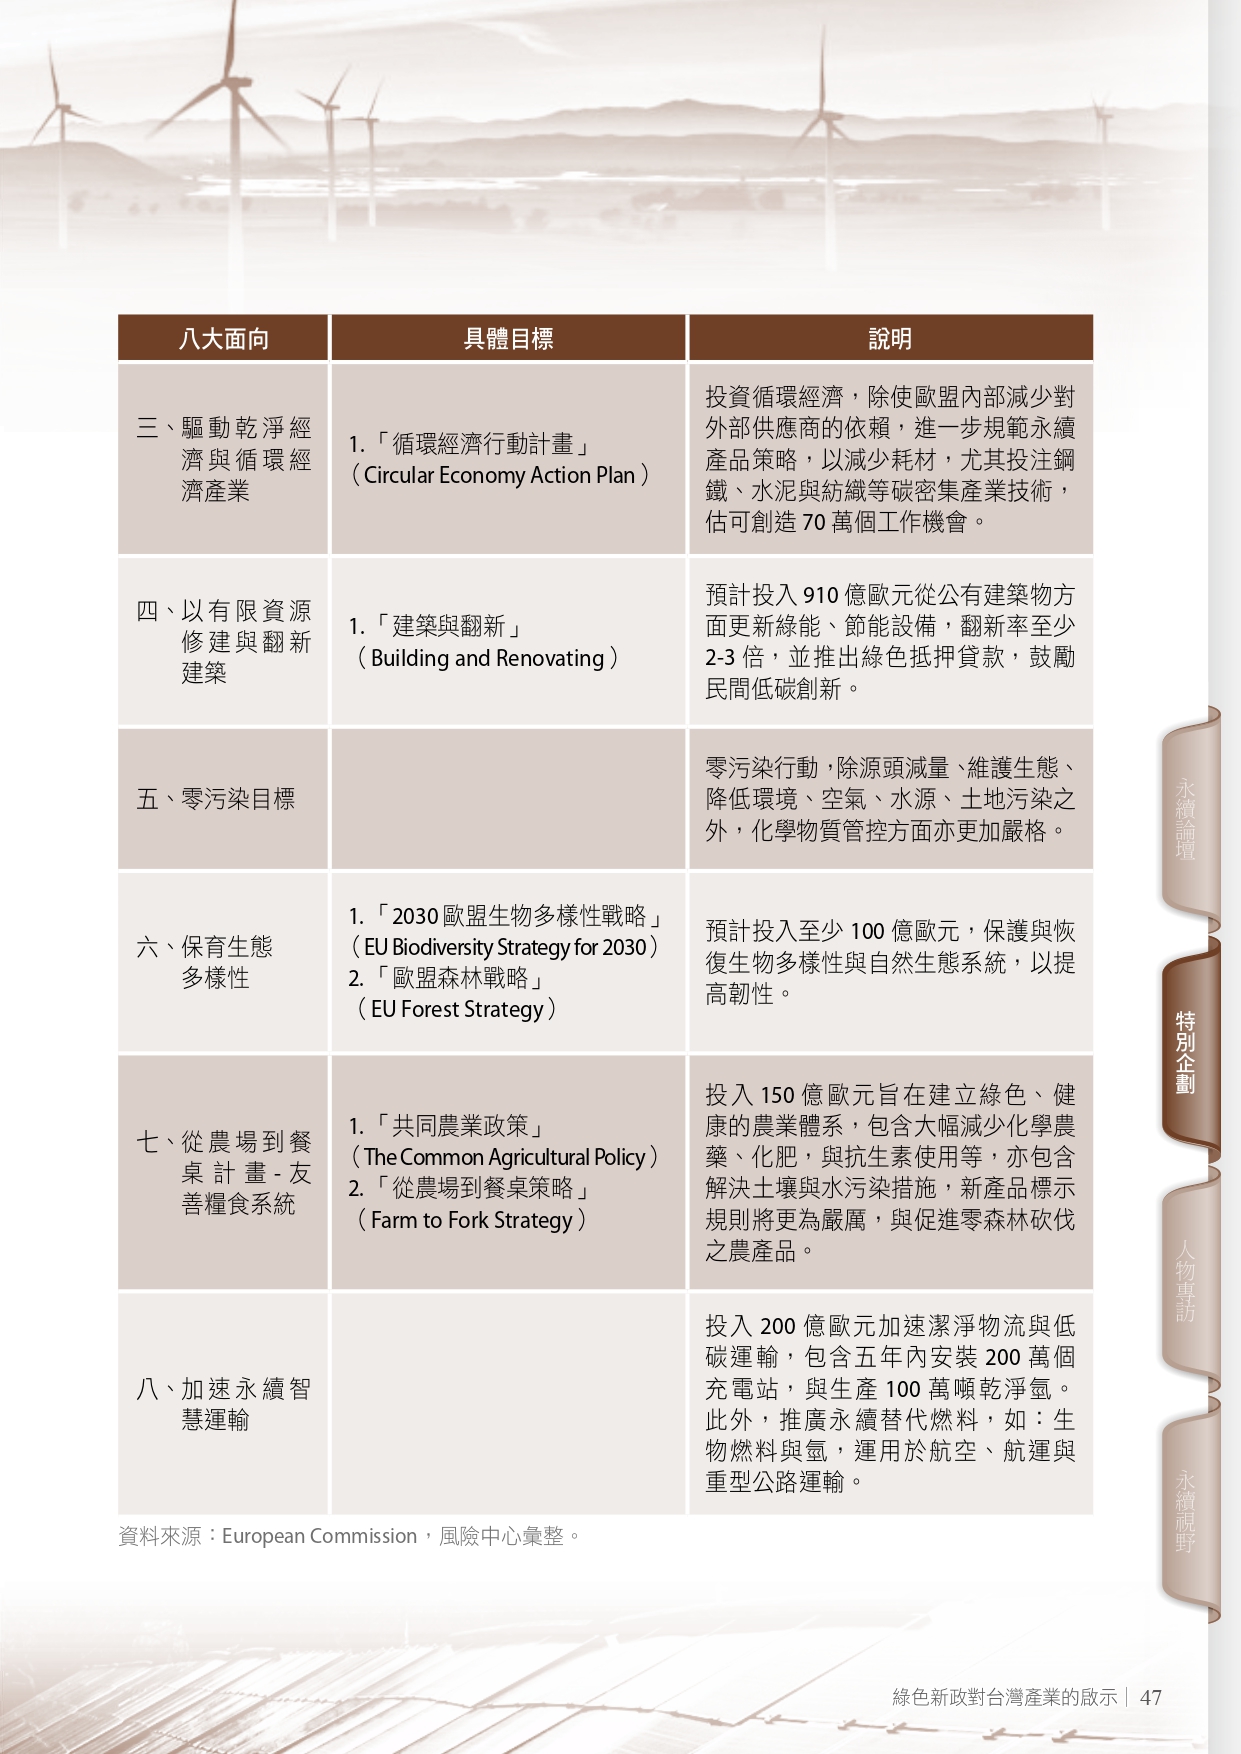 八大面向
具體目標
說明
三、驅動乾淨經
濟與循環經
濟產業
1.「循環經濟行動計畫」
（Circular Economy Action Plan）
投資循環經濟，除使歐盟內部減少對
外部供應商的依賴，進一步規範永續
產品策略，以減少耗材，尤其投注鋼
鐵、水泥與紡織等碳密集產業技術，
估可創造 70 萬個工作機會。
四、以有限資源
修建與翻新
建築
1.「建築與翻新」
（Building and Renovating）
預計投入 910 億歐元從公有建築物方
面更新綠能、節能設備，翻新率至少
2-3 倍，並推出綠色抵押貸款，鼓勵
民間低碳創新。
五、零污染目標
零污染行動，除源頭減量、維護生態、
降低環境、空氣、水源、土地污染之
外，化學物質管控方面亦更加嚴格。
六、保育生態
多樣性
1.「2030 歐盟生物多樣性戰略」
（EU Biodiversity Strategy for 2030）
2.「歐盟森林戰略」
（EU Forest Strategy）
預計投入至少 100 億歐元，保護與恢
復生物多樣性與自然生態系統，以提
高韌性。
七、從農場到餐
桌計畫-友
善糧食系統
1.「共同農業政策」
（The Common Agricultural Policy）
2.「從農場到餐桌策略」
（Farm to Fork Strategy）
投入 150 億歐元旨在建立綠色、健
康的農業體系，包含大幅減少化學農
藥、化肥，與抗生素使用等，亦包含
解決土壤與水污染措施，新產品標示
規則將更為嚴厲，與促進零森林砍伐
之農產品。
八、加速永續智
慧運輸
投入 200 億歐元加速潔淨物流與低
碳運輸，包含五年內安裝 200 萬個
充電站，與生產 100 萬噸乾淨氫。
此外，推廣永續替代燃料，如：生
物燃料與氫，運用於航空、航運與
重型公路運輸。
資料來源：European Commission，風險中心彙整。
永續論壇
特別企劃
人物專訪
永續視野
綠色新政對台灣產業的啟示｜ 47